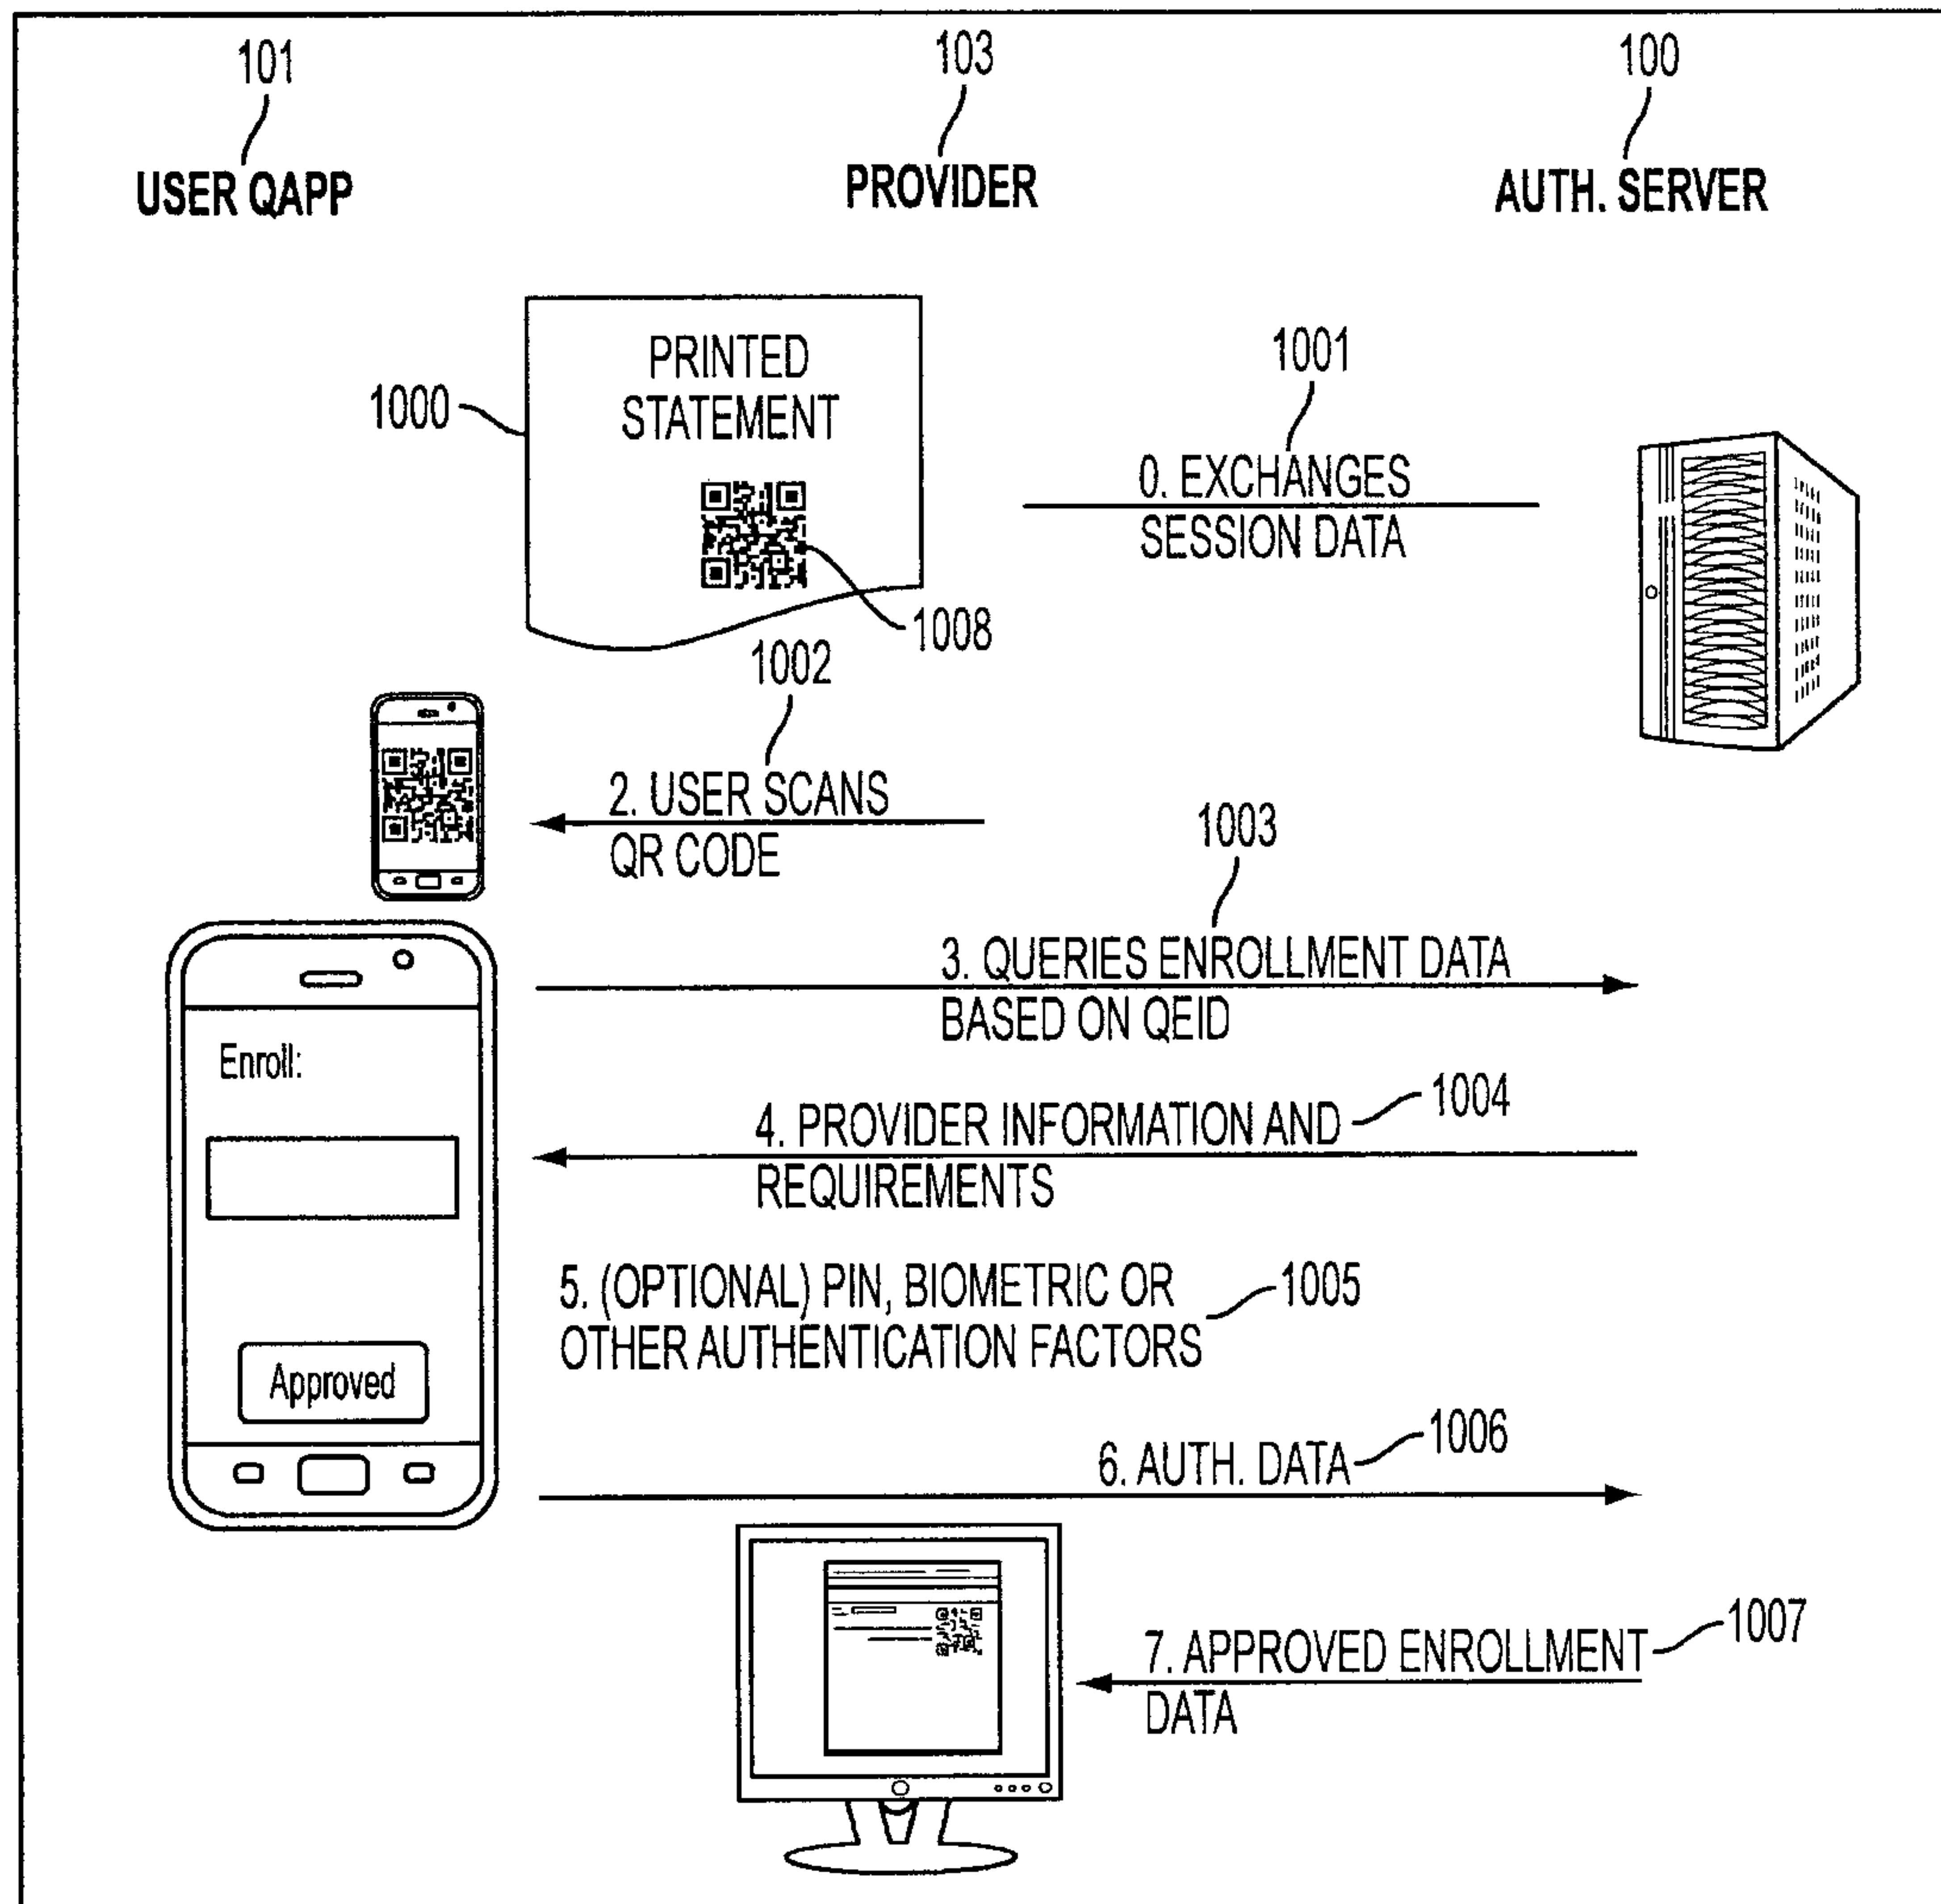 101
103
100
USER QAPP
PROVIDER
AUTH. SERVER
PRINTED
STATEMENT
1000
1001
0. EXCHANGES
SESSION DATA
1008
1002
2. USER SCANS
QR CODE
1003
3. QUERIES ENROLLMENT DATA
BASED ON QEID
Enroll:
1004
4. PROVIDER INFORMATION AND
REQUIREMENTS
5. (OPTIONAL) PIN, BIOMETRIC OR
OTHER AUTHENTICATION FACTORS
1005
Approved
1006
6. AUTH. DATA
1007
7. APPROVED ENROLLMENT
DATA